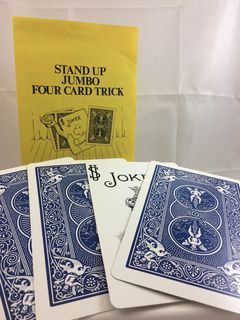 STAND UP
JUMBO
FOUR CARD TRICK
$ JOKER
$ JOKER